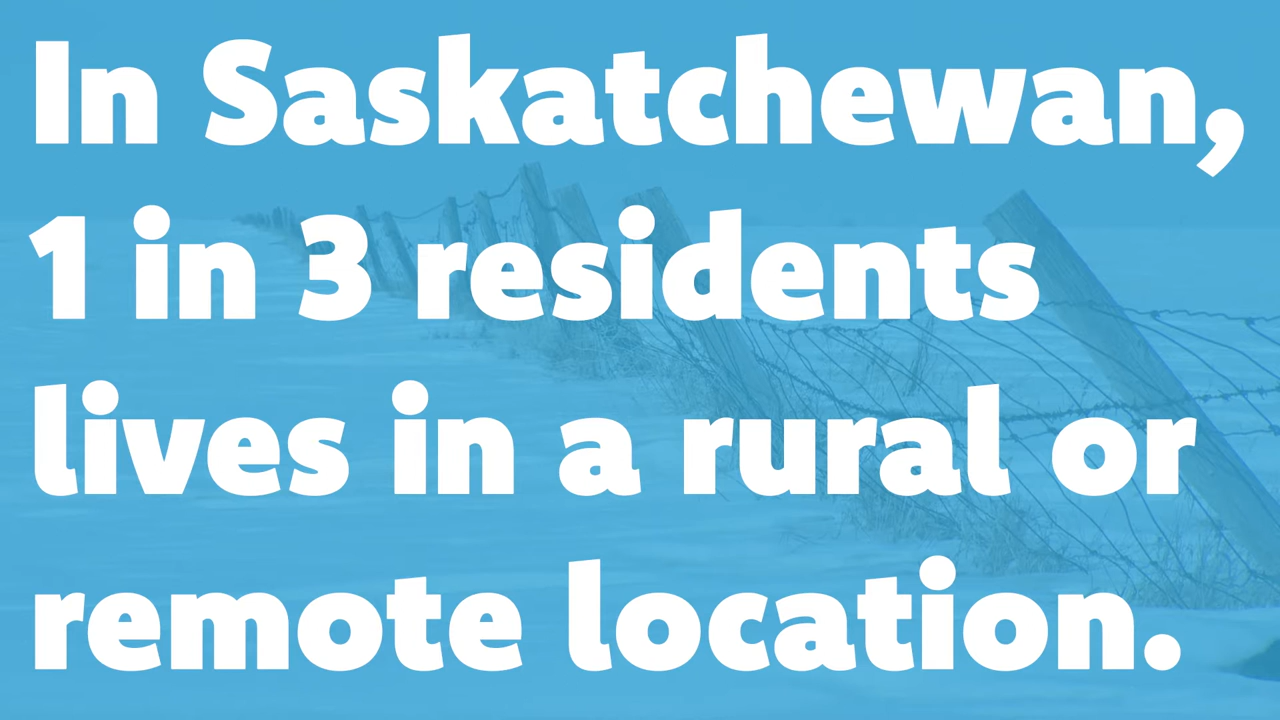 In Saskatchewan,
1 in 3 residents
lives in a rural or
remote location.